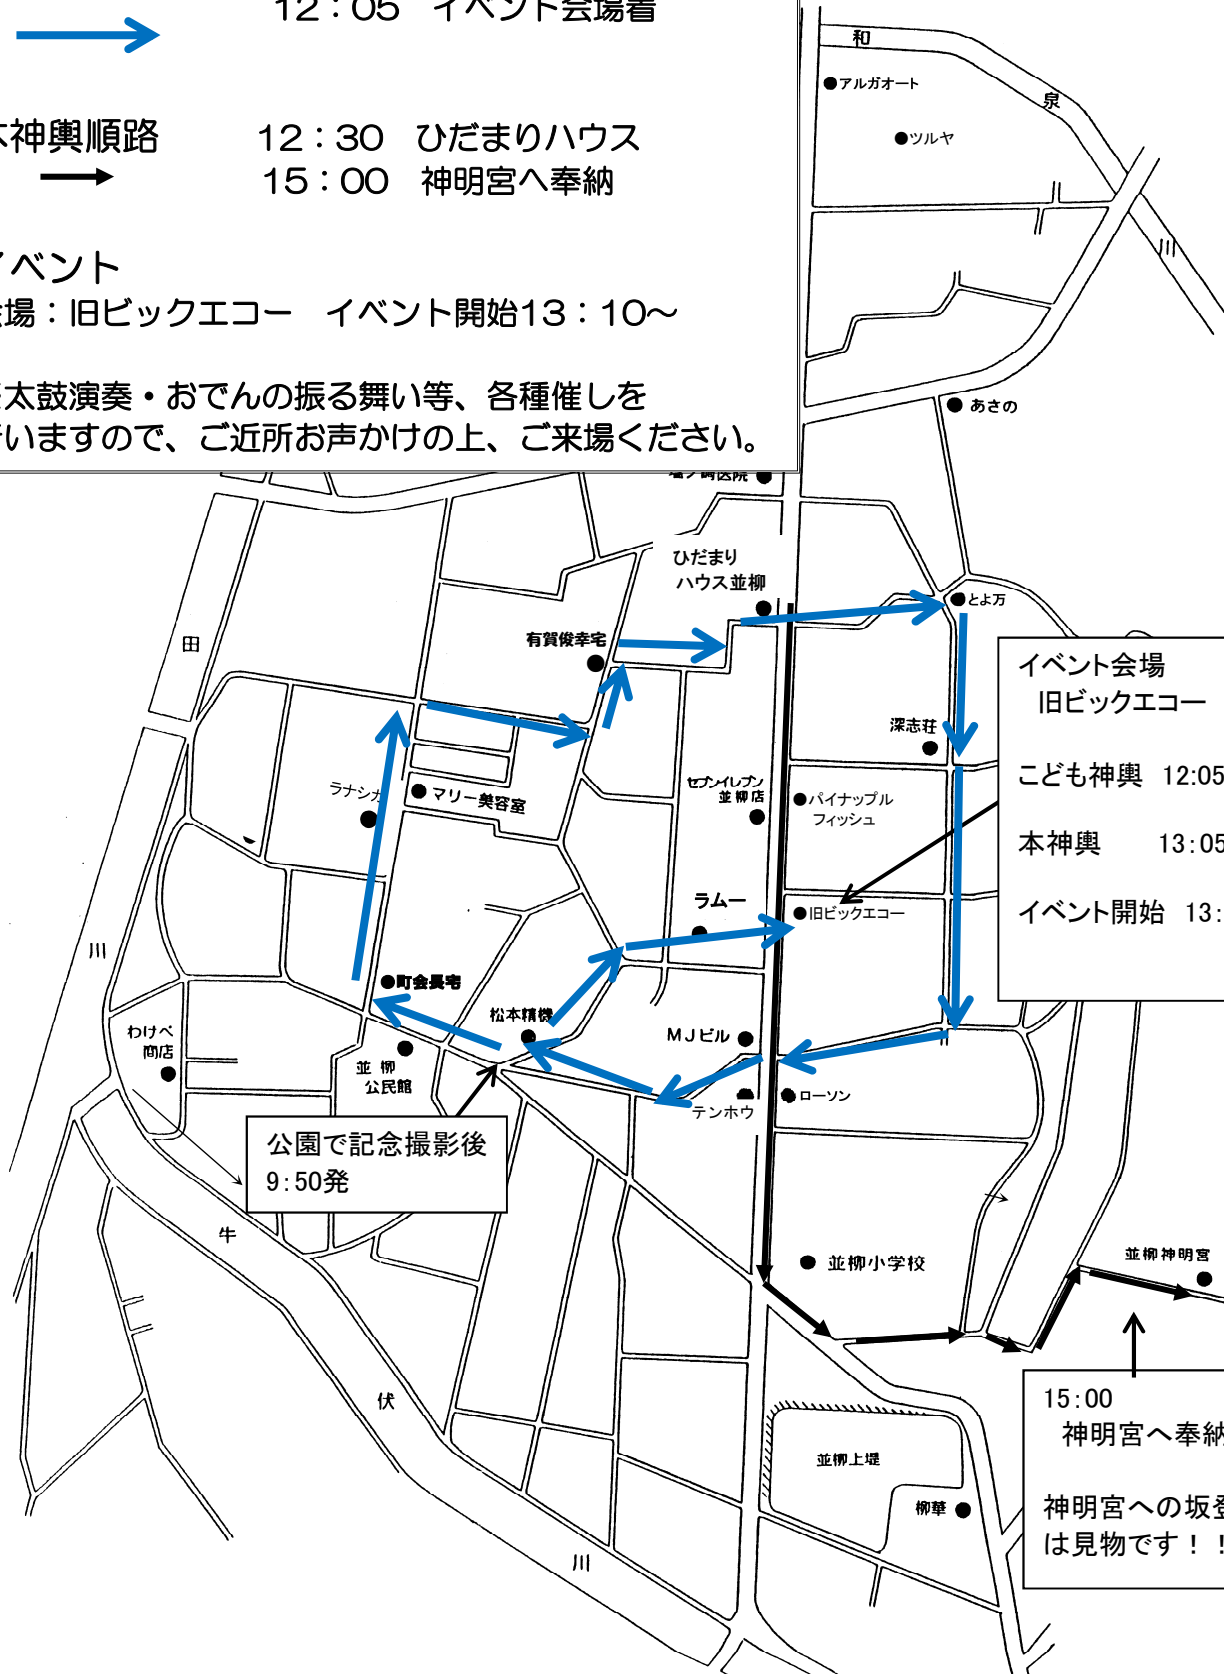 12：05　イベント会場着
本神輿順路　12：30　ひだまりハウス
15：00　神明宮へ奉納
イベント
会場：旧ビックエコー　イベント開始13：10～
太鼓演奏・おでんの振る舞い等、各種催しを
行いますので、ご近所お声かけの上、ご来場ください。
和
泉
川
アルガオート
ツルヤ
あさの
ひだまり
ハウス並柳
とよ万
有賀俊幸宅
田
川
深志荘
イベント会場
旧ビックエコー
こども神輿　12:05
本神輿　13:05
イベント開始　13:
セブンイレブン
並柳店
パイナップル
フィッシュ
ラナシカ
マリー美容室
ラムー
旧ビックエコー
町会長宅
松本精機
MJビル
わけべ
商店
並柳
公民館
テンホウ
ローソン
公園で記念撮影後
9:50発
牛
伏
川
並柳小学校
並柳神明宮
15:00
神明宮へ奉納
神明宮への坂登
は見物です！！
並柳上堤
柳華